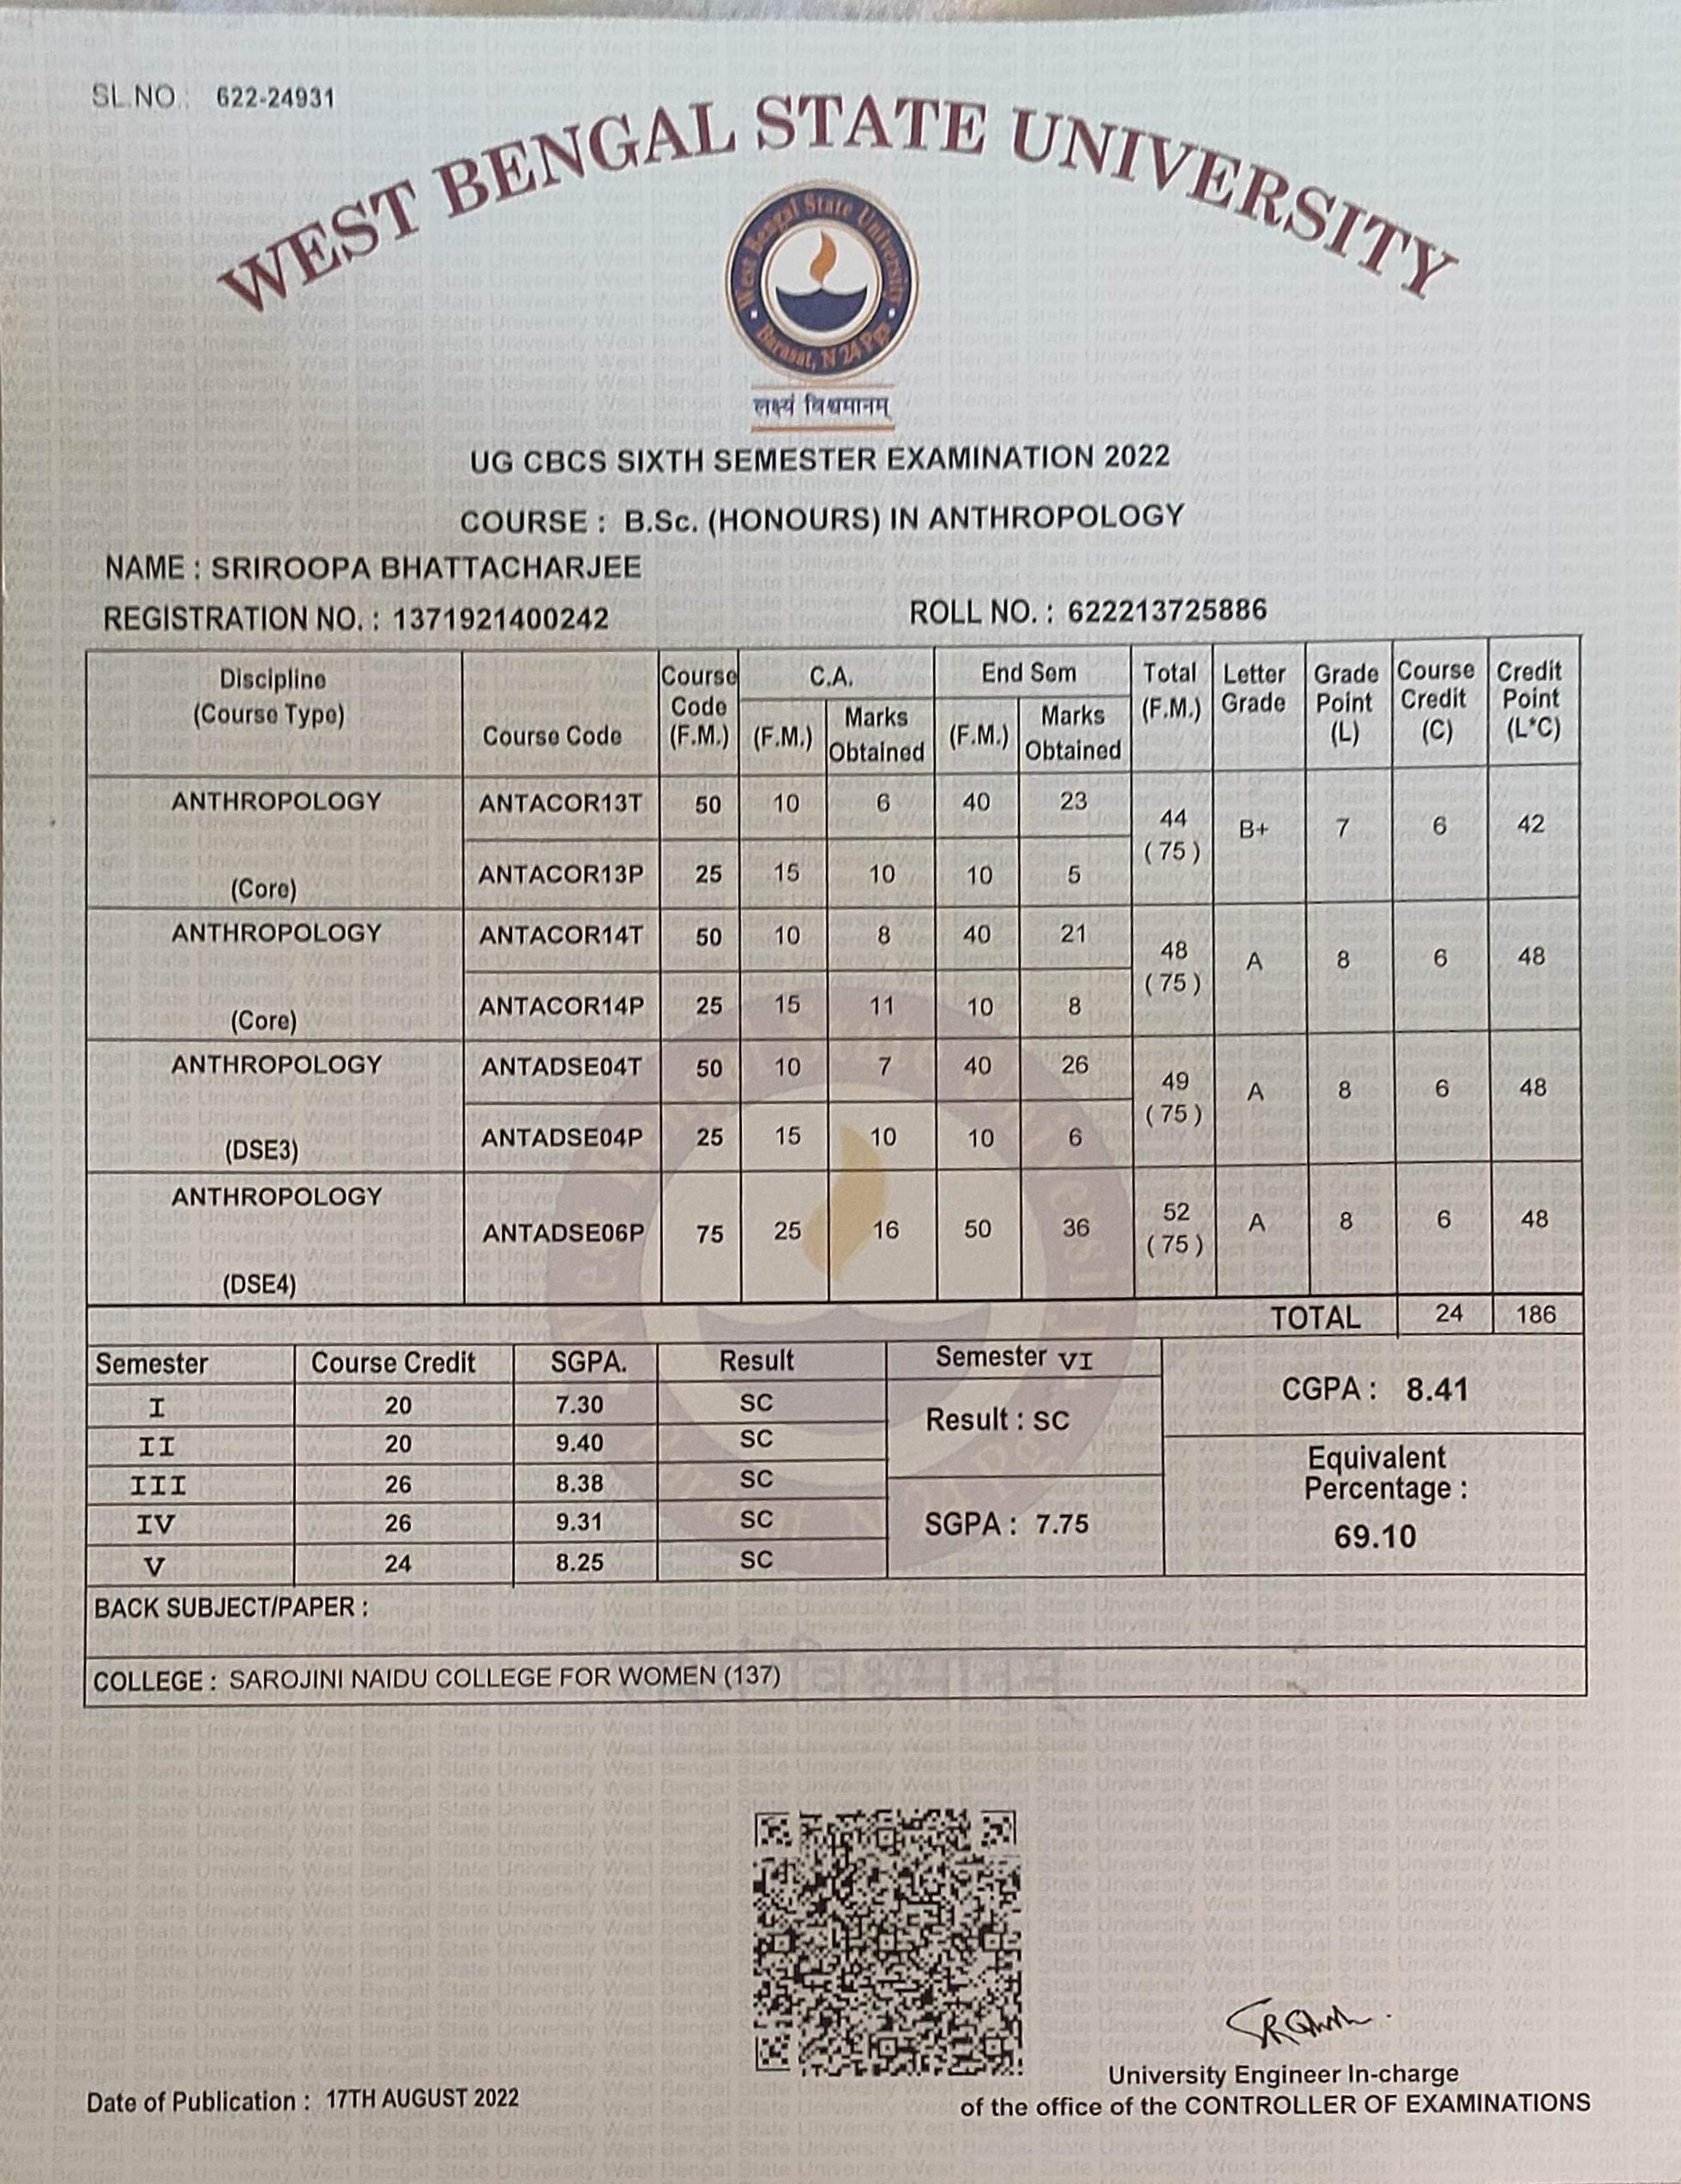 SL.NO. : 622-24931
WEST BENGAL STATE UNIVERSITY
West Bengal State University
Barasat, N 24 Pgs
लक्ष्यं विश्वमानम्
UG CBCS SIXTH SEMESTER EXAMINATION 2022
COURSE : B.Sc. (HONOURS) IN ANTHROPOLOGY
NAME : SRIROOPA BHATTACHARJEE
REGISTRATION NO. : 1371921400242 ROLL NO. : 622213725886
Discipline (Course Type) Course Code Course Code (F.M.) C.A. (F.M.) Marks Obtained End Sem (F.M.) Marks Obtained Total (F.M.) Letter Grade Grade Point (L) Course Credit (C) Credit Point (L*C)
ANTHROPOLOGY ANTACOR13T 50 10 6 40 23 44 (75) B+ 7 6 42
(Core) ANTACOR13P 25 15 10 10 5
ANTHROPOLOGY ANTACOR14T 50 10 8 40 21 48 (75) A 8 6 48
(Core) ANTACOR14P 25 15 11 10 8
ANTHROPOLOGY ANTADSE04T 50 10 7 40 26 49 (75) A 8 6 48
(DSE3) ANTADSE04P 25 15 10 10 6
ANTHROPOLOGY ANTADSE06P 75 25 16 50 36 52 (75) A 8 6 48
(DSE4)
TOTAL 24 186
Semester Course Credit SGPA. Result
I 20 7.30 SC
II 20 9.40 SC
III 26 8.38 SC
IV 26 9.31 SC
V 24 8.25 SC
Semester VI
Result : SC
SGPA : 7.75
CGPA : 8.41
Equivalent
Percentage :
69.10
BACK SUBJECT/PAPER :
COLLEGE : SAROJINI NAIDU COLLEGE FOR WOMEN (137)
University Engineer In-charge
Date of Publication : 17TH AUGUST 2022
of the office of the CONTROLLER OF EXAMINATIONS